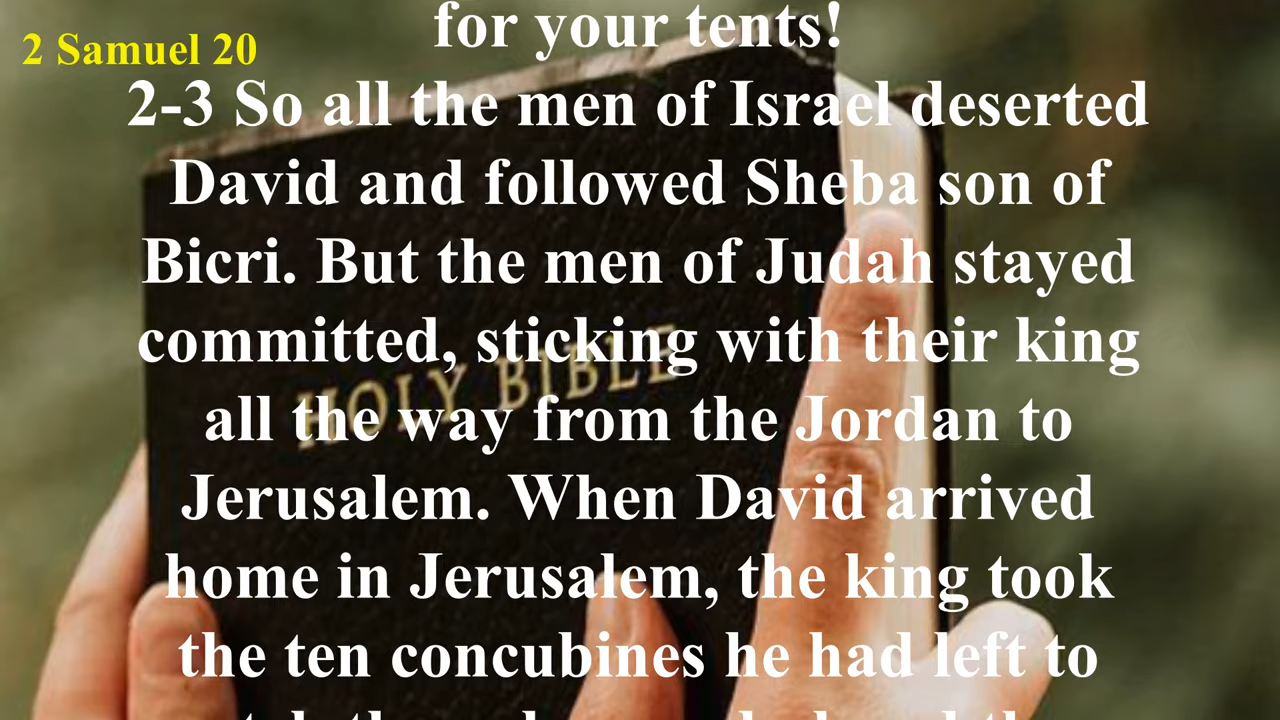 for your tents!
2 Samuel 20
2-3 So all the men of Israel deserted
David and followed Sheba son of
Bicri. But the men of Judah stayed
committed, sticking with their king
all the way from the Jordan to
Jerusalem. When David arrived
home in Jerusalem, the king took
the ten concubines he had left to
HOLY BIBLE